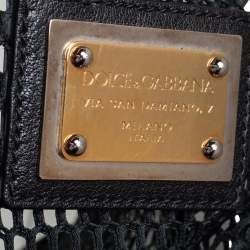 DOLCE & GABBANA
VIA SAN DAMIANO, 7
MILANO
ITALIA